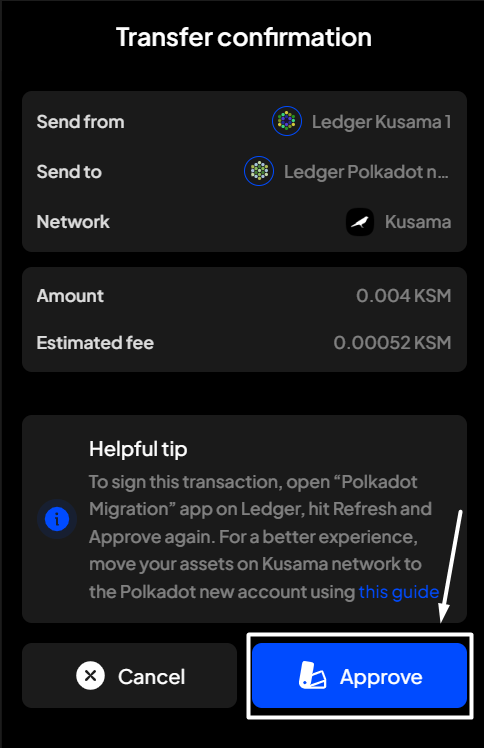 Transfer confirmation
Send from Ledger Kusama 1
Send to Ledger Polkadot n...
Network Kusama
Amount 0.004 KSM
Estimated fee 0.00052 KSM
Helpful tip
To sign this transaction, open “Polkadot
Migration” app on Ledger, hit Refresh and
Approve again. For a better experience,
move your assets on Kusama network to
the Polkadot new account using this guide
Cancel Approve